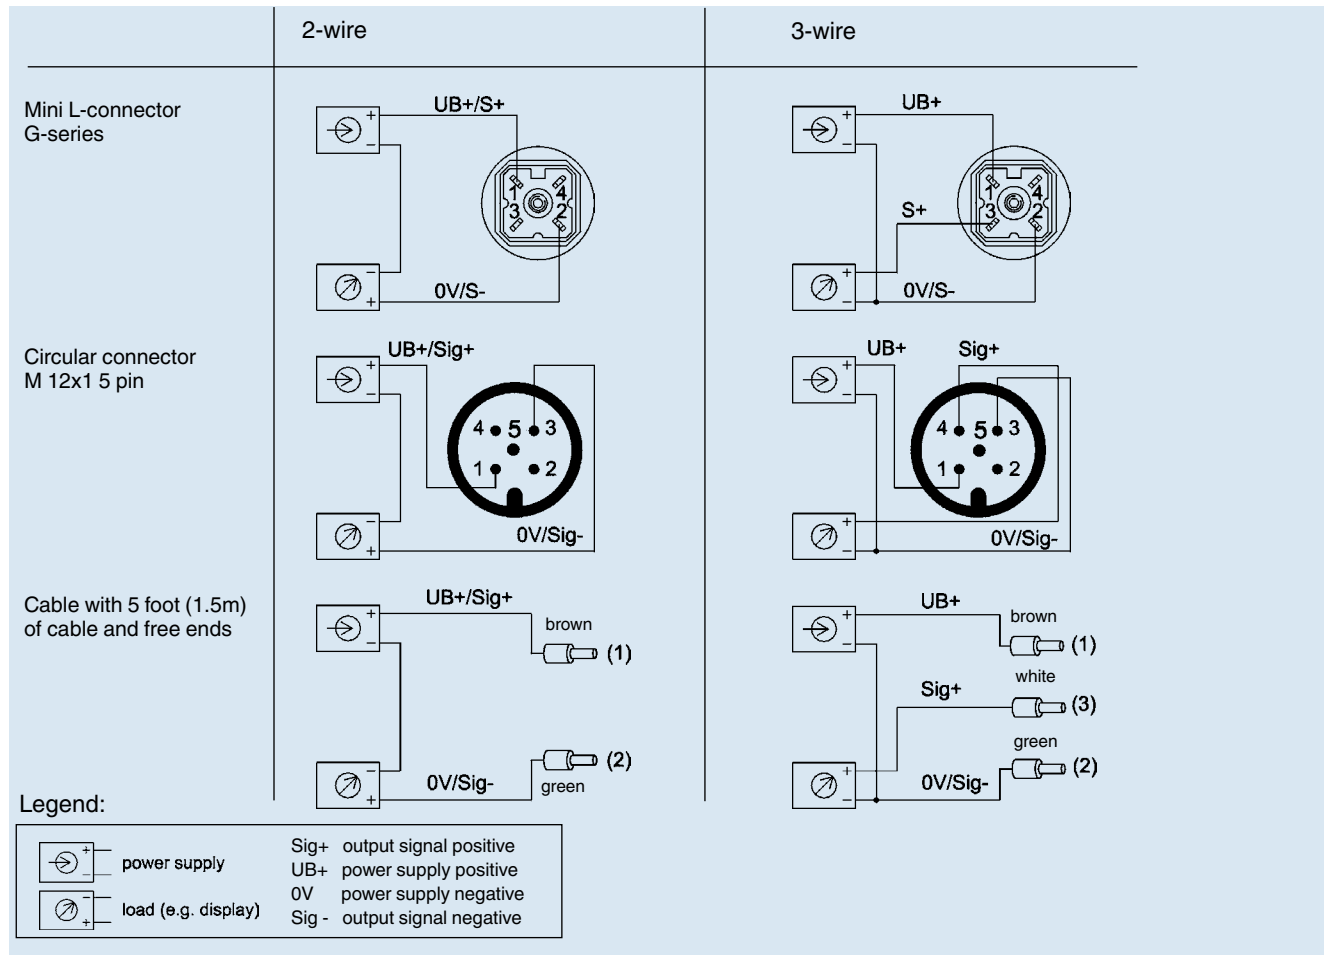 2-wire
3-wire
Mini L-connector
G-series
+
−
UB+/S+
1
4
3
2
−
+
0V/S-
+
−
UB+
1
4
3
2
S+
+
−
0V/S-
Circular connector
M 12x1 5 pin
+
−
UB+/Sig+
4 5 3
1 2
−
+
0V/Sig-
+
−
UB+
Sig+
4 5 3
1 2
+
−
0V/Sig-
Cable with 5 foot (1.5m)
of cable and free ends
+
−
UB+/Sig+
brown
(1)
(2)
green
−
+
0V/Sig-
+
−
UB+
brown
(1)
white
Sig+
(3)
green
(2)
+
−
0V/Sig-
Legend:
+
−
power supply
−
+
load (e.g. display)
Sig+ output signal positive
UB+ power supply positive
0V power supply negative
Sig - output signal negative